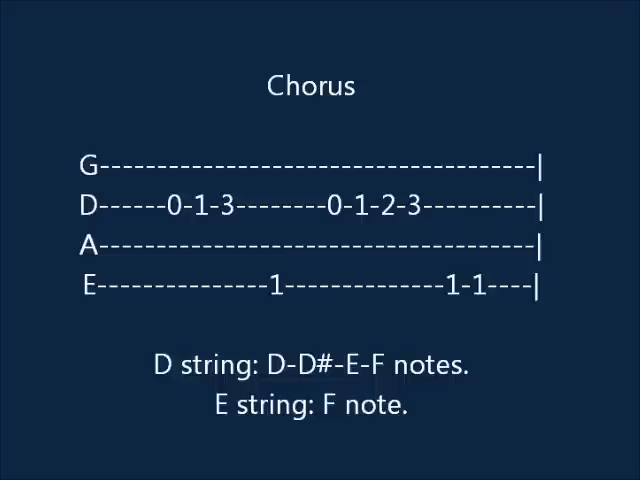 Chorus
G--------------------------------------|
D------0-1-3--------0-1-2-3----------|
A--------------------------------------|
E---------------1--------------1-1----|
D string: D-D#-E-F notes.
E string: F note.